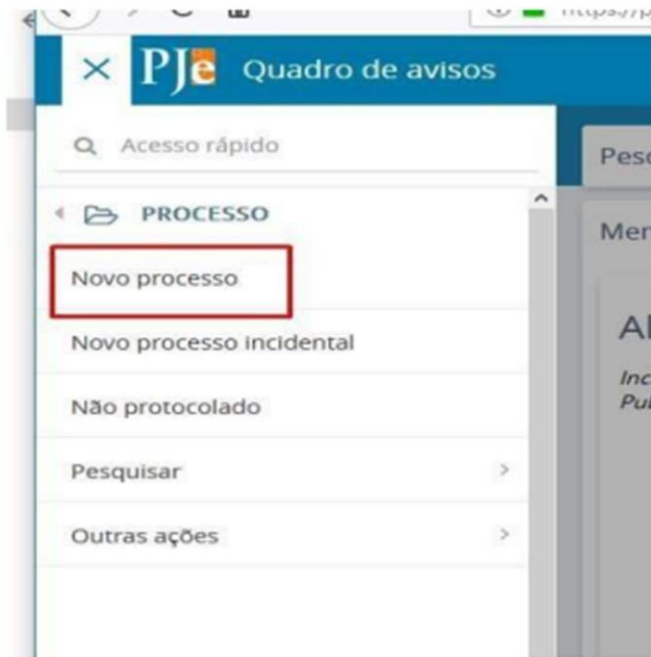 PJe Quadro de avisos
Acesso rápido
PROCESSO
Novo processo
Novo processo incidental
Não protocolado
Pesquisar
Outras ações